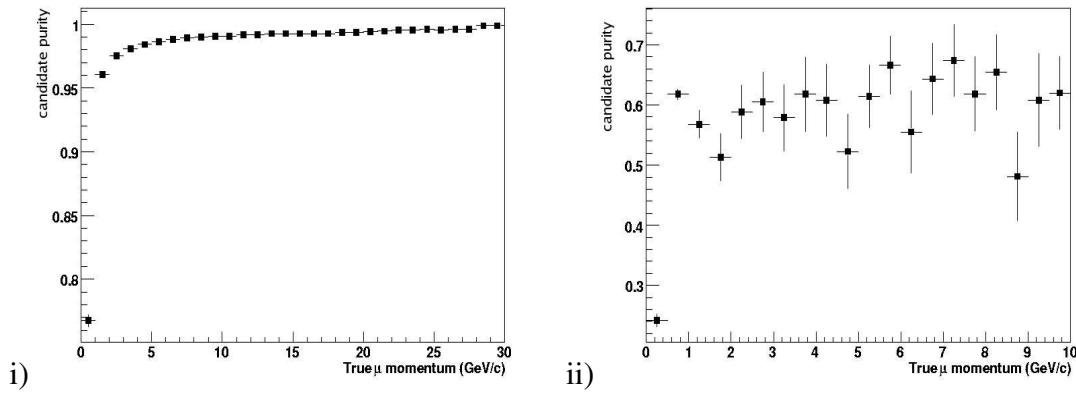 candidate purity
1
0.95
0.9
0.85
0.8
0 5 10 15 20 25 30
True μ momentum (GeV/c)
i)
candidate purity
0.7
0.6
0.5
0.4
0.3
0 1 2 3 4 5 6 7 8 9 10
True μ momentum (GeV/c)
ii)